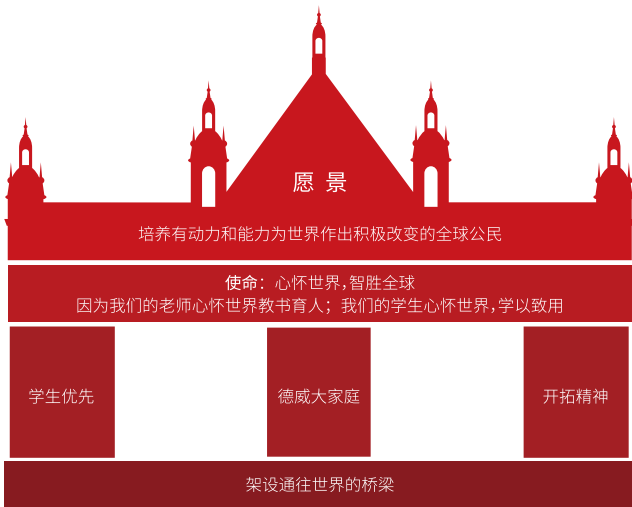 愿 景
培养有动力和能力为世界作出积极改变的全球公民
使命：心怀世界，智胜全球
因为我们的老师心怀世界教书育人；我们的学生心怀世界，学以致用
学生优先
德威大家庭
开拓精神
架设通往世界的桥梁